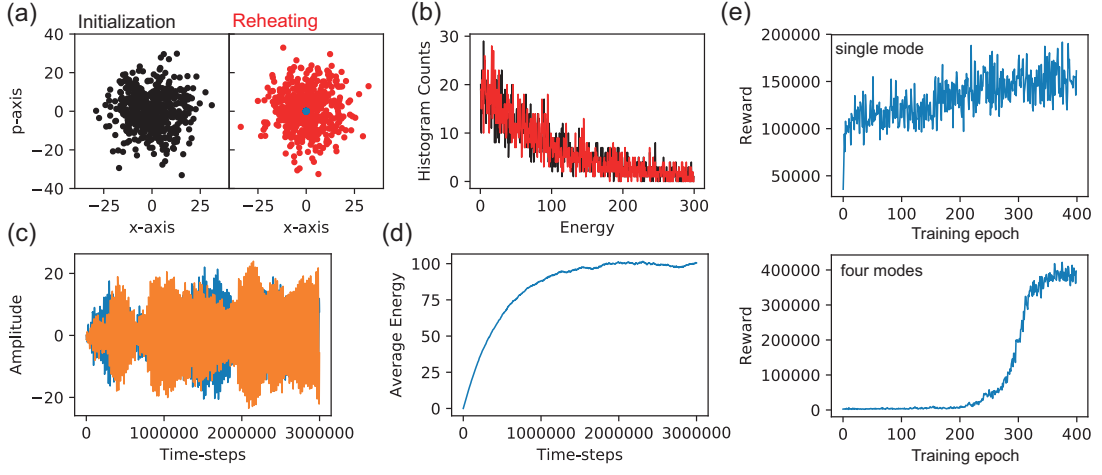 (a)
Initialization
Reheating
40
20
0
−20
−40
p-axis
−25 0 25
x-axis
−25 0 25
x-axis
(b)
30
20
10
0
Histogram Counts
0 100 200 300
Energy
(c)
20
0
−20
Amplitude
0 1000000 2000000 3000000
Time-steps
(d)
100
75
50
25
0
Average Energy
0 1000000 2000000 3000000
Time-steps
(e)
single mode
200000
150000
100000
50000
Reward
0 100 200 300 400
Training epoch
four modes
400000
300000
200000
100000
0
Reward
0 100 200 300 400
Training epoch